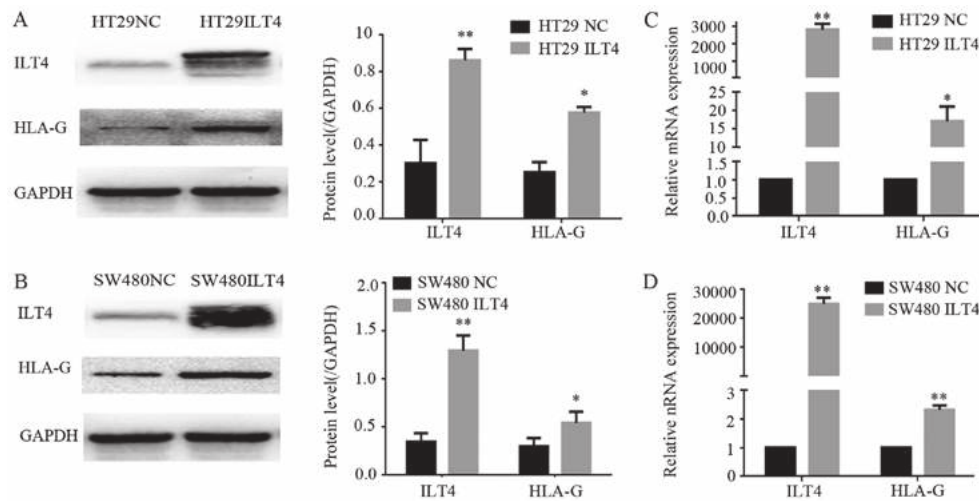 A
HT29NC HT29ILT4
ILT4
HLA-G
GAPDH
Protein level(/GAPDH)
1.0
0.8
0.6
0.4
0.2
0.0
HT29 NC
HT29 ILT4
**
*
ILT4 HLA-G
C
Relative mRNA expression
3000
2000
1000
25
20
15
10
1.5
1.0
0.5
0.0
HT29 NC
HT29 ILT4
**
*
ILT4 HLA-G
B
SW480NC SW480ILT4
ILT4
HLA-G
GAPDH
Protein level(/GAPDH)
2.0
1.5
1.0
0.5
0.0
SW480 NC
SW480 ILT4
**
*
ILT4 HLA-G
D
Relative nRNA expression
30000
20000
10000
3
2
1
0
SW480 NC
SW480 ILT4
**
**
ILT4 HLA-G